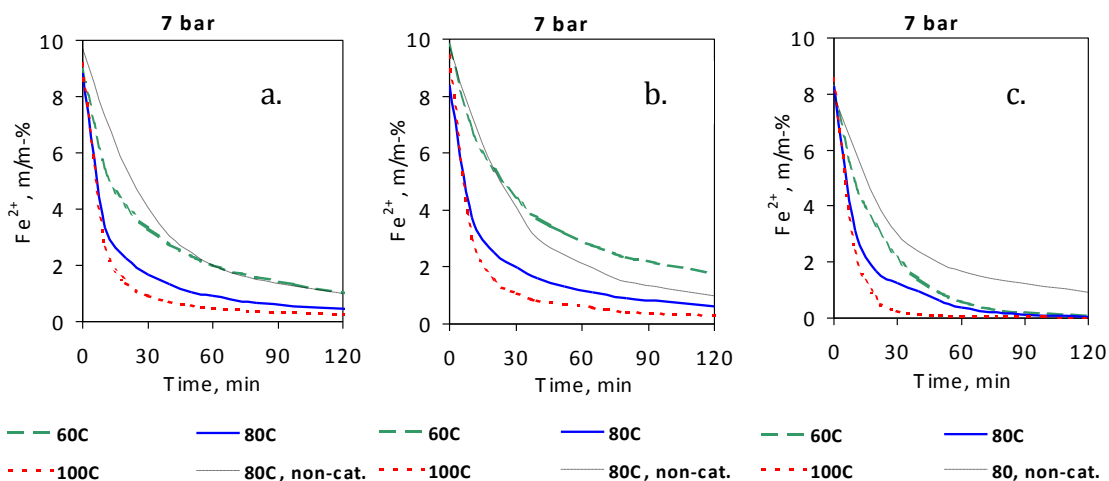 7 bar
10
8
6
4
2
0
0 30 60 90 120
Fe²⁺, m/m-%
Time, min
a.
60C 80C
100C 80C, non-cat.
7 bar
10
8
6
4
2
0
0 30 60 90 120
Fe²⁺, m/m-%
Time, min
b.
60C 80C
100C 80C, non-cat.
7 bar
10
8
6
4
2
0
0 30 60 90 120
Fe²⁺, m/m-%
Time, min
c.
60C 80C
100C 80, non-cat.